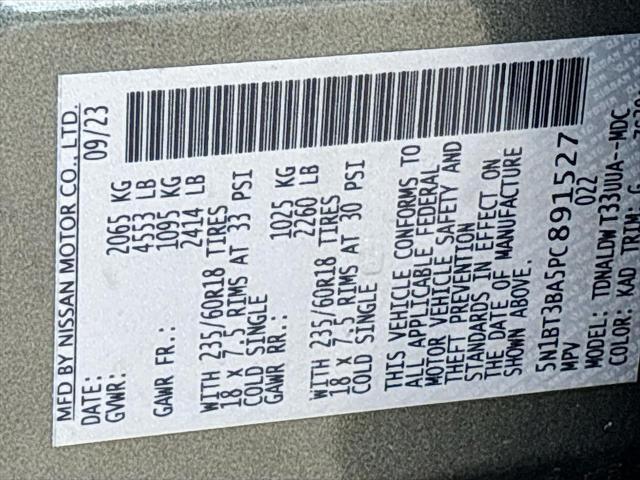 MFD BY NISSAN MOTOR CO., LTD.
DATE: 09/23
GVWR: 2065 KG
4553 LB
GAWR FR.: 1095 KG
2414 LB
WITH 235/60R18 TIRES
18 X 7.5 RIMS AT 33 PSI
COLD SINGLE
GAWR RR.: 1025 KG
2260 LB
WITH 235/60R18 TIRES
18 X 7.5 RIMS AT 30 PSI
COLD SINGLE
THIS VEHICLE CONFORMS TO
ALL APPLICABLE FEDERAL
MOTOR VEHICLE SAFETY AND
THEFT PREVENTION
STANDARDS IN EFFECT ON
THE DATE OF MANUFACTURE
SHOWN ABOVE.
5N1BT3BA5PC891527
MPV 022
MODEL: TDWALDW T33UUA--MDC
COLOR: KAD TRIM: G